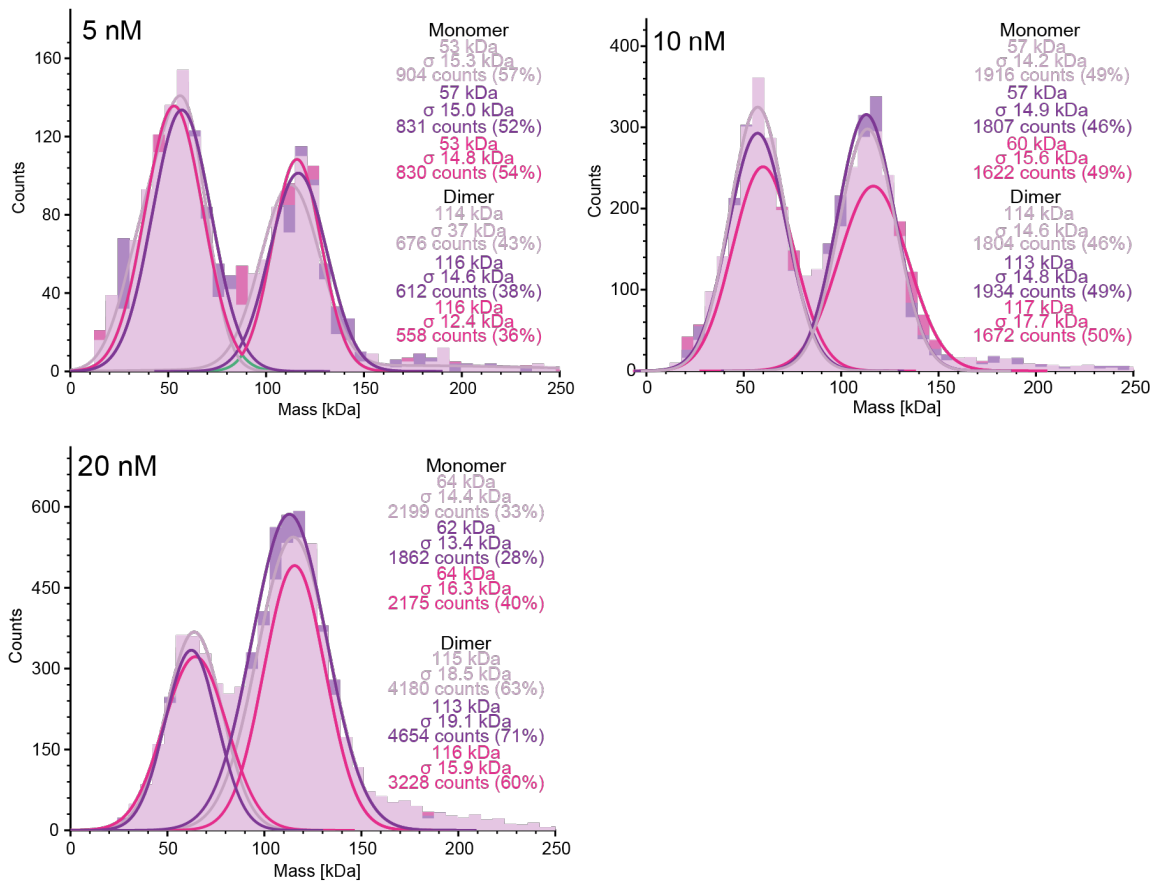 5 nM
Monomer
53 kDa
σ 15.3 kDa
904 counts (57%)
57 kDa
σ 15.0 kDa
831 counts (52%)
53 kDa
σ 14.8 kDa
830 counts (54%)
Dimer
114 kDa
σ 37 kDa
676 counts (43%)
116 kDa
σ 14.6 kDa
612 counts (38%)
116 kDa
σ 12.4 kDa
558 counts (36%)
Counts
160
120
80
40
0
0 50 100 150 200 250
Mass [kDa]
10 nM
Monomer
57 kDa
σ 14.2 kDa
1916 counts (49%)
57 kDa
σ 14.9 kDa
1807 counts (46%)
60 kDa
σ 15.6 kDa
1622 counts (49%)
Dimer
114 kDa
σ 14.6 kDa
1804 counts (46%)
113 kDa
σ 14.8 kDa
1934 counts (49%)
117 kDa
σ 17.7 kDa
1672 counts (50%)
Counts
400
300
200
100
0
0 50 100 150 200 250
Mass [kDa]
20 nM
Monomer
64 kDa
σ 14.4 kDa
2199 counts (33%)
62 kDa
σ 13.4 kDa
1862 counts (28%)
64 kDa
σ 16.3 kDa
2175 counts (40%)
Dimer
115 kDa
σ 18.5 kDa
4180 counts (63%)
113 kDa
σ 19.1 kDa
4654 counts (71%)
116 kDa
σ 15.9 kDa
3228 counts (60%)
Counts
600
450
300
150
0
0 50 100 150 200 250
Mass [kDa]